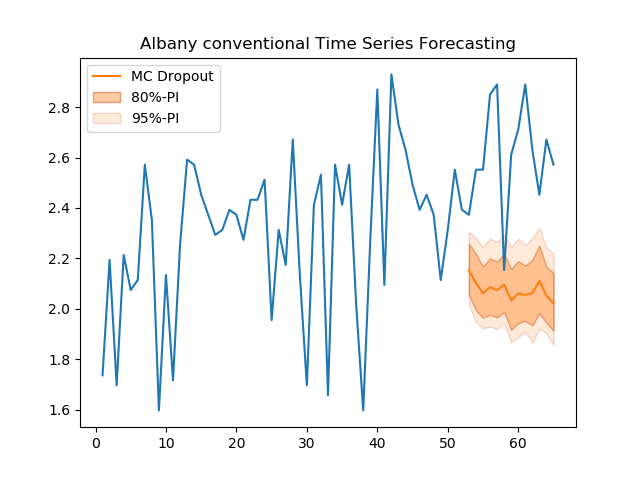 Albany conventional Time Series Forecasting
MC Dropout
80%-PI
95%-PI
2.8
2.6
2.4
2.2
2.0
1.8
1.6
0 10 20 30 40 50 60